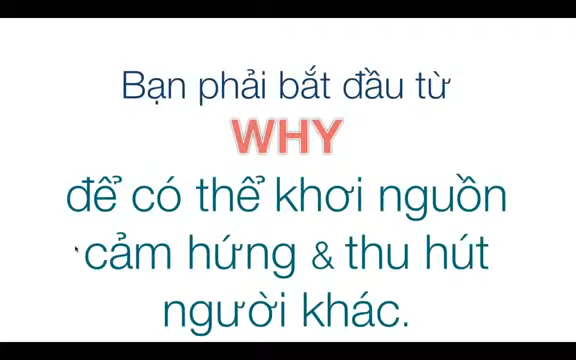 Bạn phải bắt đầu từ
WHY
để có thể khơi nguồn
cảm hứng & thu hút
người khác.